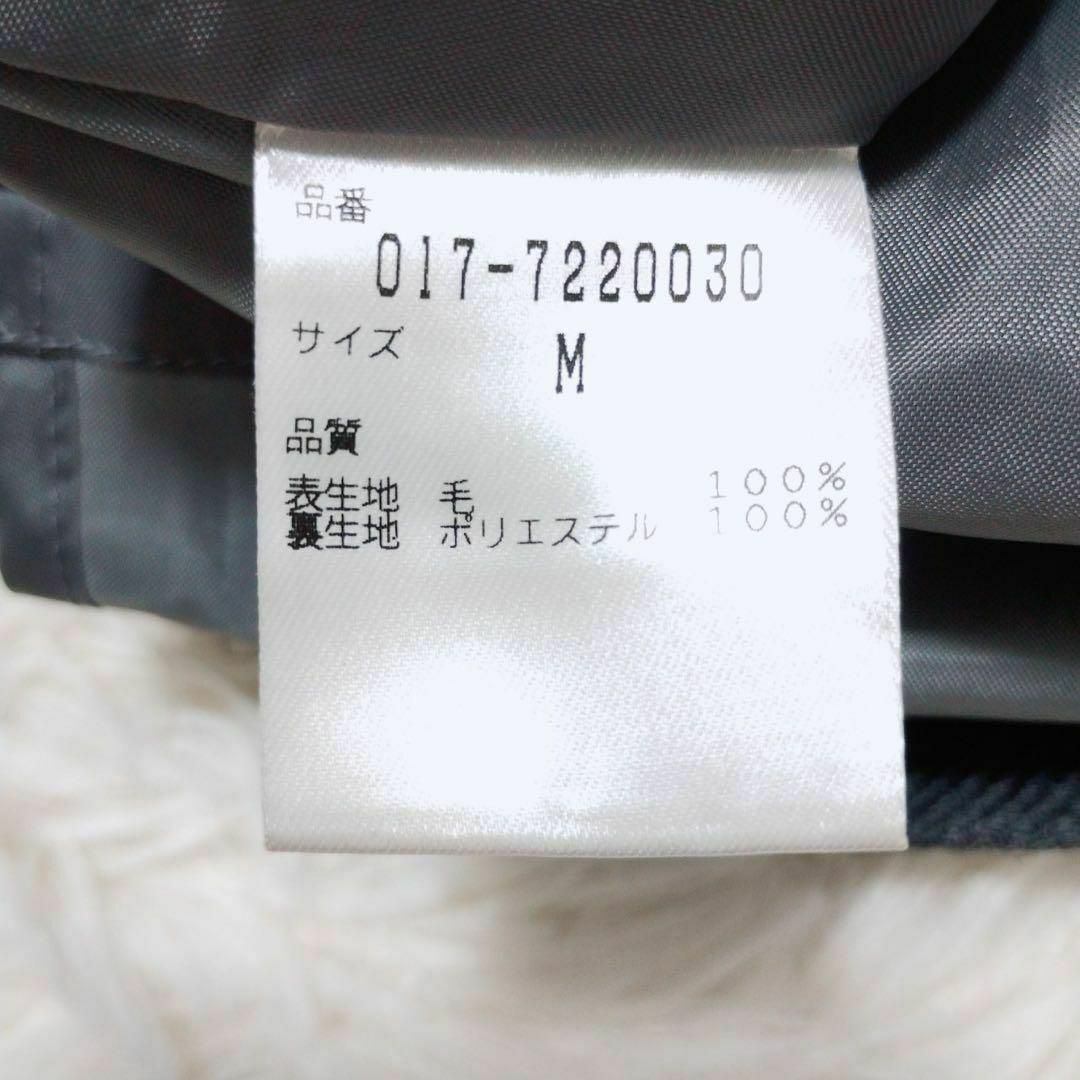 品番
017-7220030
サイズ M
品質
表生地 毛 100%
裏生地 ポリエステル 100%